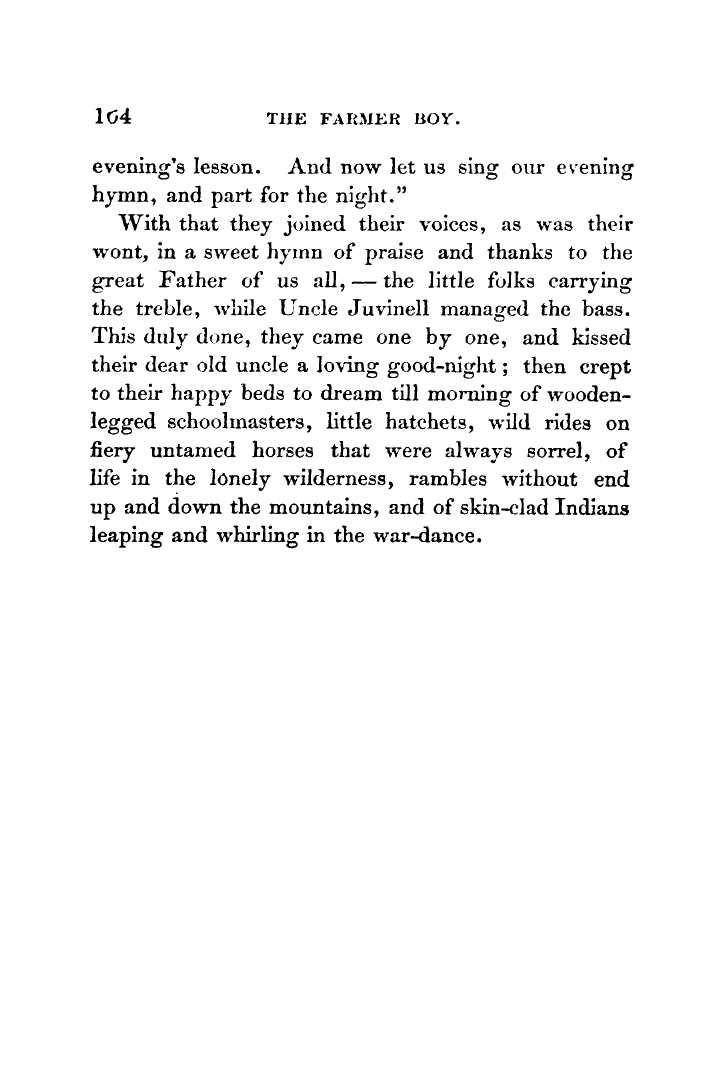 164 THE FARMER BOY.
evening's lesson. And now let us sing our evening
hymn, and part for the night."
With that they joined their voices, as was their
wont, in a sweet hymn of praise and thanks to the
great Father of us all, — the little folks carrying
the treble, while Uncle Juvinell managed the bass.
This duly done, they came one by one, and kissed
their dear old uncle a loving good-night; then crept
to their happy beds to dream till morning of wooden-
legged schoolmasters, little hatchets, wild rides on
fiery untamed horses that were always sorrel, of
life in the lonely wilderness, rambles without end
up and down the mountains, and of skin-clad Indians
leaping and whirling in the war-dance.